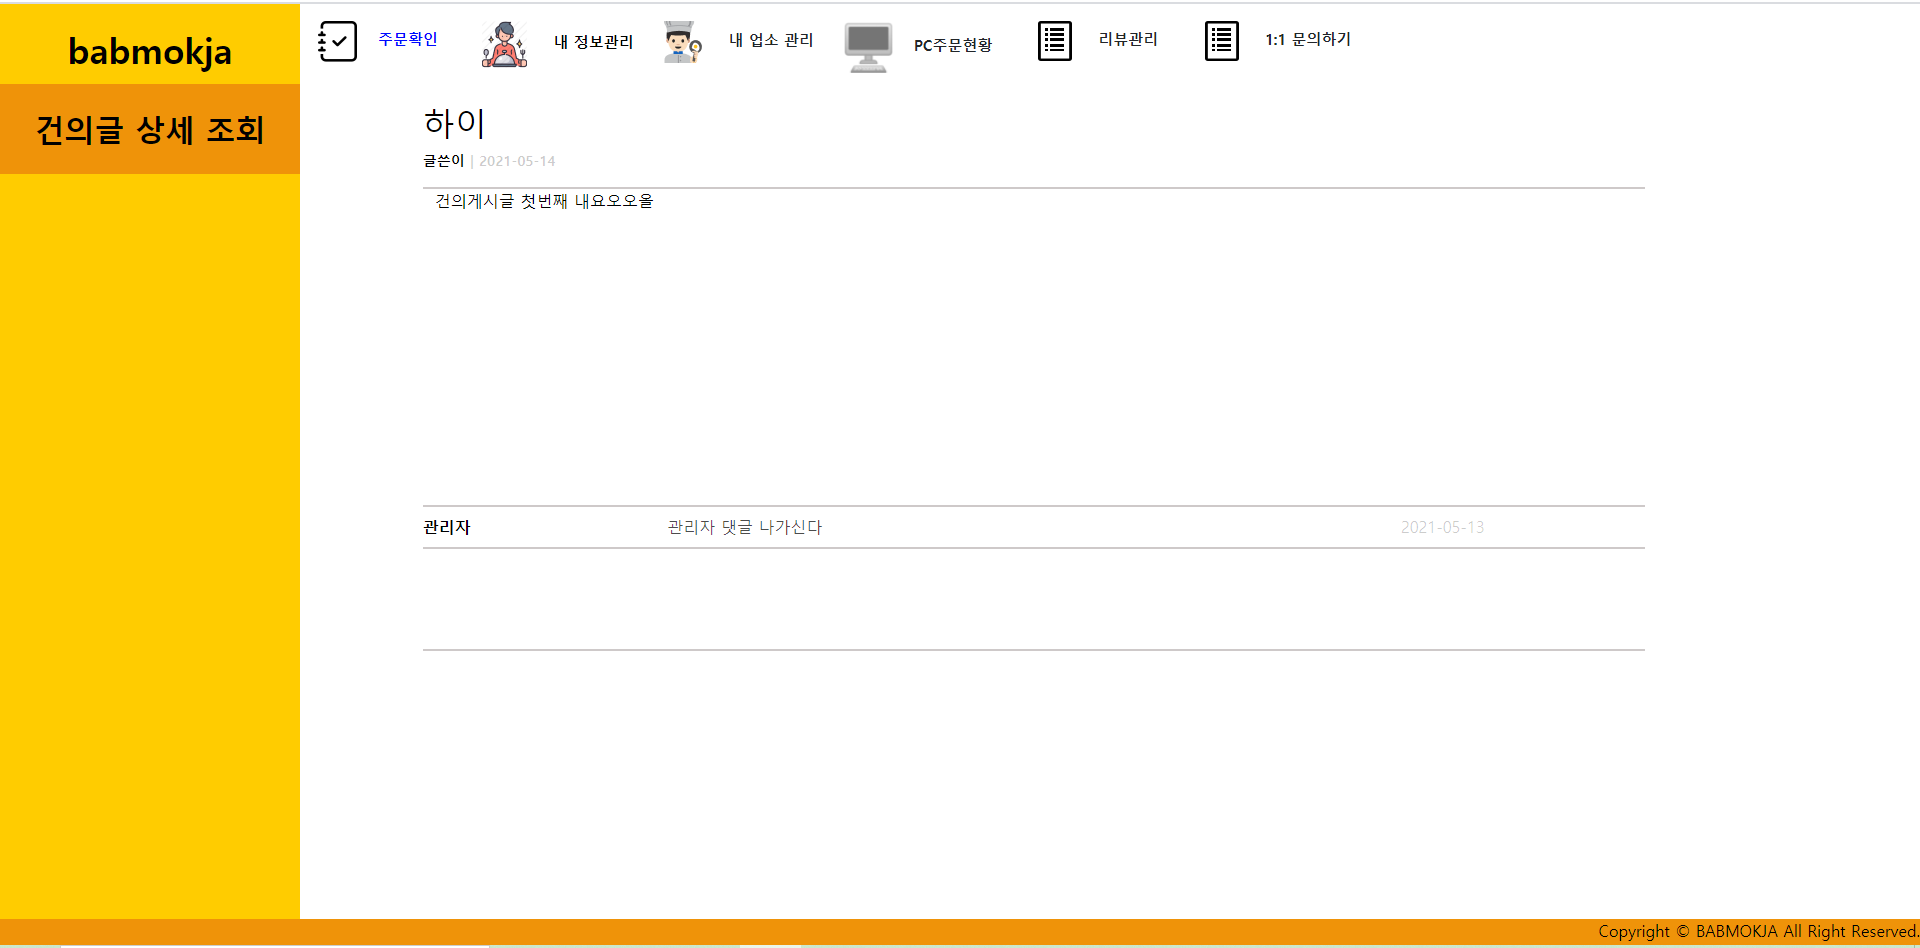 babmokja
건의글 상세 조회
주문확인
내 정보관리
내 업소 관리
PC주문현황
리뷰관리
1:1 문의하기
하이
글쓴이 | 2021-05-14
건의게시글 첫번째 내요오오올
관리자 관리자 댓글 나가신다 2021-05-13
Copyright © BABMOKJA All Right Reserved.